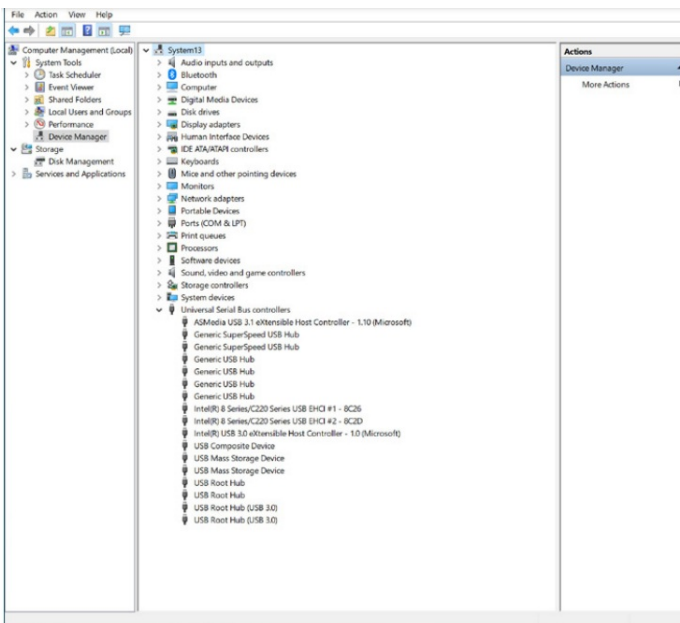 File Action View Help
Computer Management (Local)
System Tools
Task Scheduler
Event Viewer
Shared Folders
Local Users and Groups
Performance
Device Manager
Storage
Disk Management
Services and Applications
System13
Audio inputs and outputs
Bluetooth
Computer
Digital Media Devices
Disk drives
Display adapters
Human Interface Devices
IDE ATA/ATAPI controllers
Keyboards
Mice and other pointing devices
Monitors
Network adapters
Portable Devices
Ports (COM & LPT)
Print queues
Processors
Software devices
Sound, video and game controllers
Storage controllers
System devices
Universal Serial Bus controllers
ASMedia USB 3.1 eXtensible Host Controller - 1.10 (Microsoft)
Generic SuperSpeed USB Hub
Generic SuperSpeed USB Hub
Generic USB Hub
Generic USB Hub
Generic USB Hub
Generic USB Hub
Intel(R) 8 Series/C220 Series USB EHCI #1 - 8C26
Intel(R) 8 Series/C220 Series USB EHCI #2 - 8C2D
Intel(R) USB 3.0 eXtensible Host Controller - 1.0 (Microsoft)
USB Composite Device
USB Mass Storage Device
USB Mass Storage Device
USB Root Hub
USB Root Hub
USB Root Hub (USB 3.0)
USB Root Hub (USB 3.0)
Actions
Device Manager
More Actions